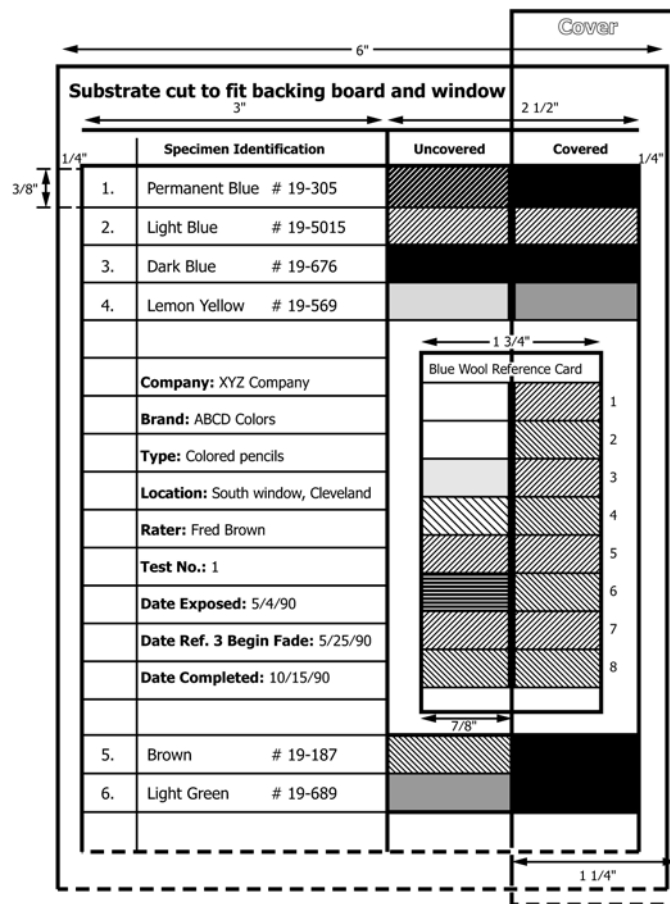 Cover
6"
Substrate cut to fit backing board and window
3"
2 1/2"
Specimen Identification Uncovered Covered
1/4" 1/4"
3/8"
1. Permanent Blue # 19-305
2. Light Blue # 19-5015
3. Dark Blue # 19-676
4. Lemon Yellow # 19-569
1 3/4"
Blue Wool Reference Card
Company: XYZ Company
1
Brand: ABCD Colors
2
Type: Colored pencils
3
Location: South window, Cleveland
4
Rater: Fred Brown
5
Test No.: 1
6
Date Exposed: 5/4/90
7
Date Ref. 3 Begin Fade: 5/25/90
8
Date Completed: 10/15/90
7/8"
5. Brown # 19-187
6. Light Green # 19-689
1 1/4"